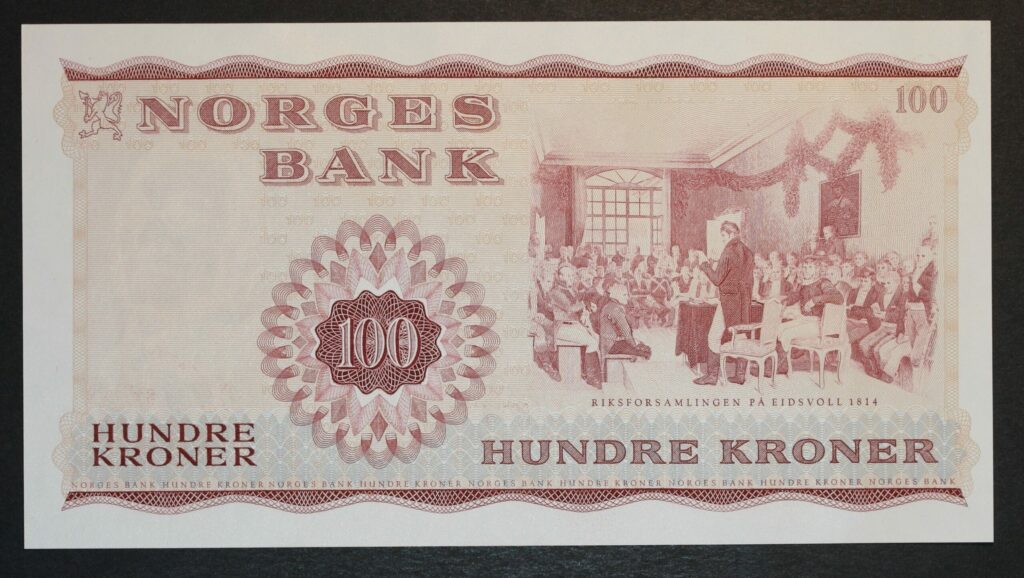 NORGES
BANK
100
100
RIKSFORSAMLINGEN PÅ EIDSVOLL 1814
HUNDRE
KRONER
HUNDRE KRONER
NORGES BANK HUNDRE KRONER NORGES BANK HUNDRE KRONER NORGES BANK HUNDRE KRONER NORGES BANK HUNDRE KRONER NORGES BANK